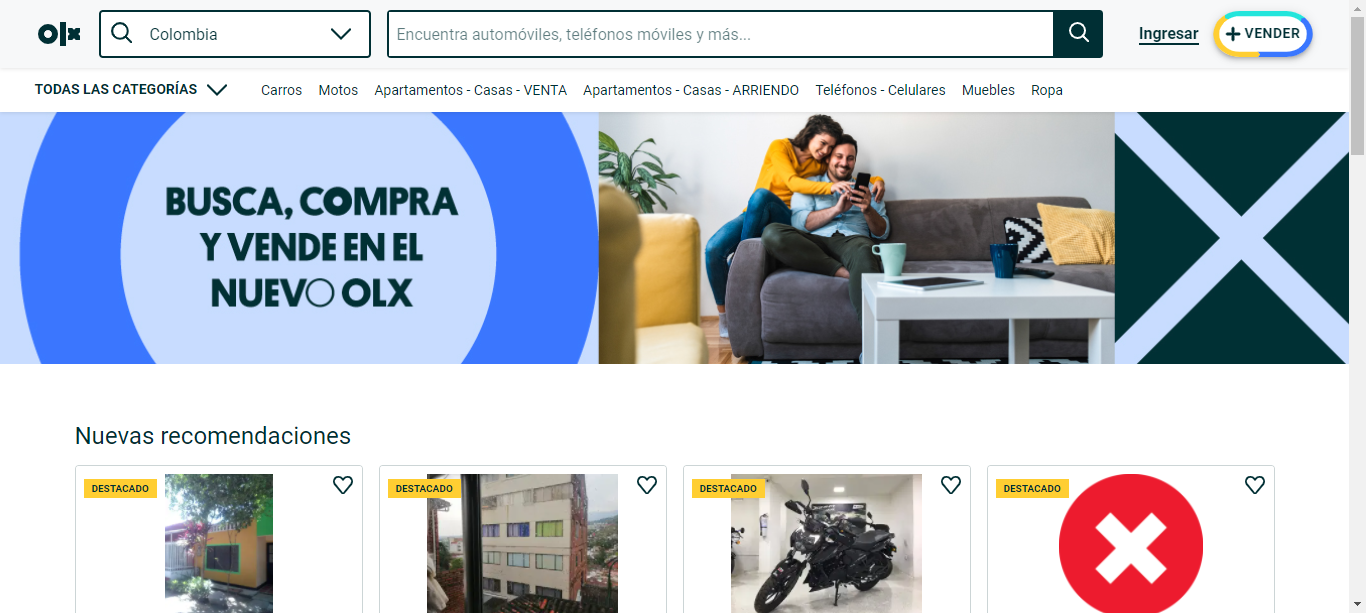 olx
Colombia
Encuentra automóviles, teléfonos móviles y más...
Ingresar
VENDER
TODAS LAS CATEGORÍAS
Carros
Motos
Apartamentos - Casas - VENTA
Apartamentos - Casas - ARRIENDO
Teléfonos - Celulares
Muebles
Ropa
BUSCA, COMPRA
Y VENDE EN EL
NUEVO OLX
Nuevas recomendaciones
DESTACADO
DESTACADO
DESTACADO
DESTACADO